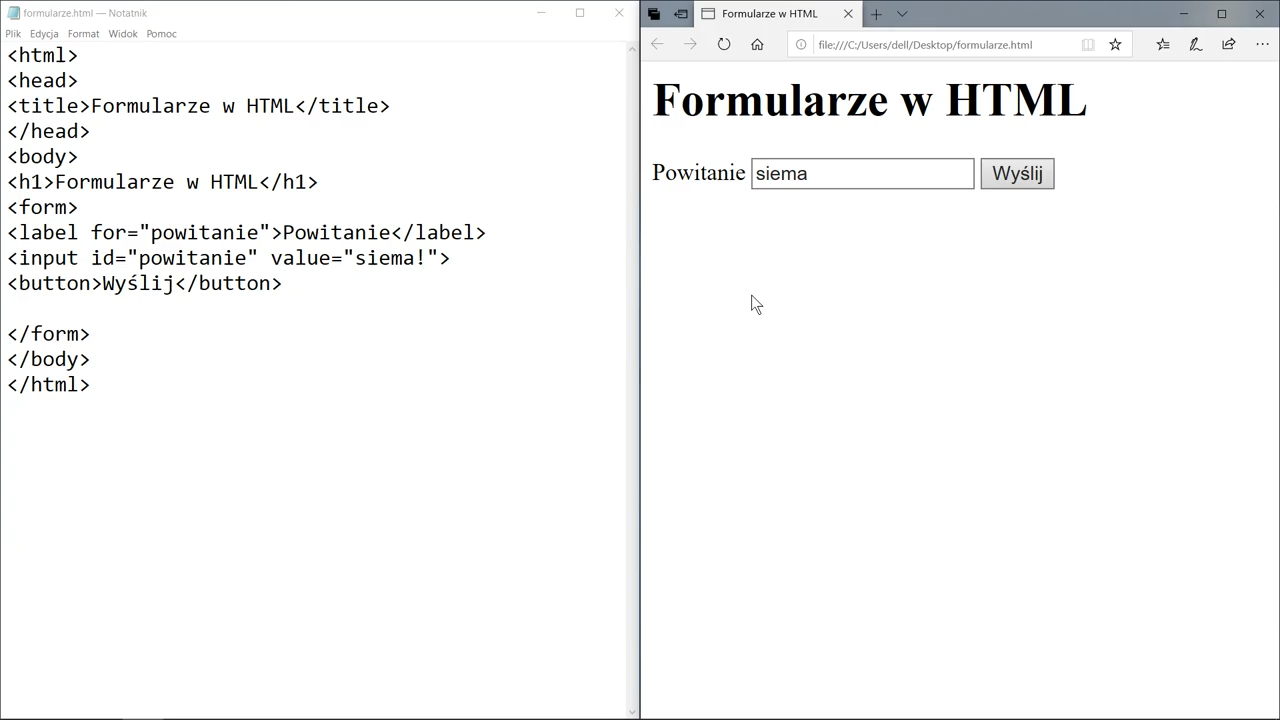 formularze.html — Notatnik
Plik Edycja Format Widok Pomoc
<html>
<head>
<title>Formularze w HTML</title>
</head>
<body>
<h1>Formularze w HTML</h1>
<form>
<label for="powitanie">Powitanie</label>
<input id="powitanie" value="siema!">
<button>Wyślij</button>
</form>
</body>
</html>
Formularze w HTML
file:///C:/Users/dell/Desktop/formularze.html
Formularze w HTML
Powitanie siema Wyślij